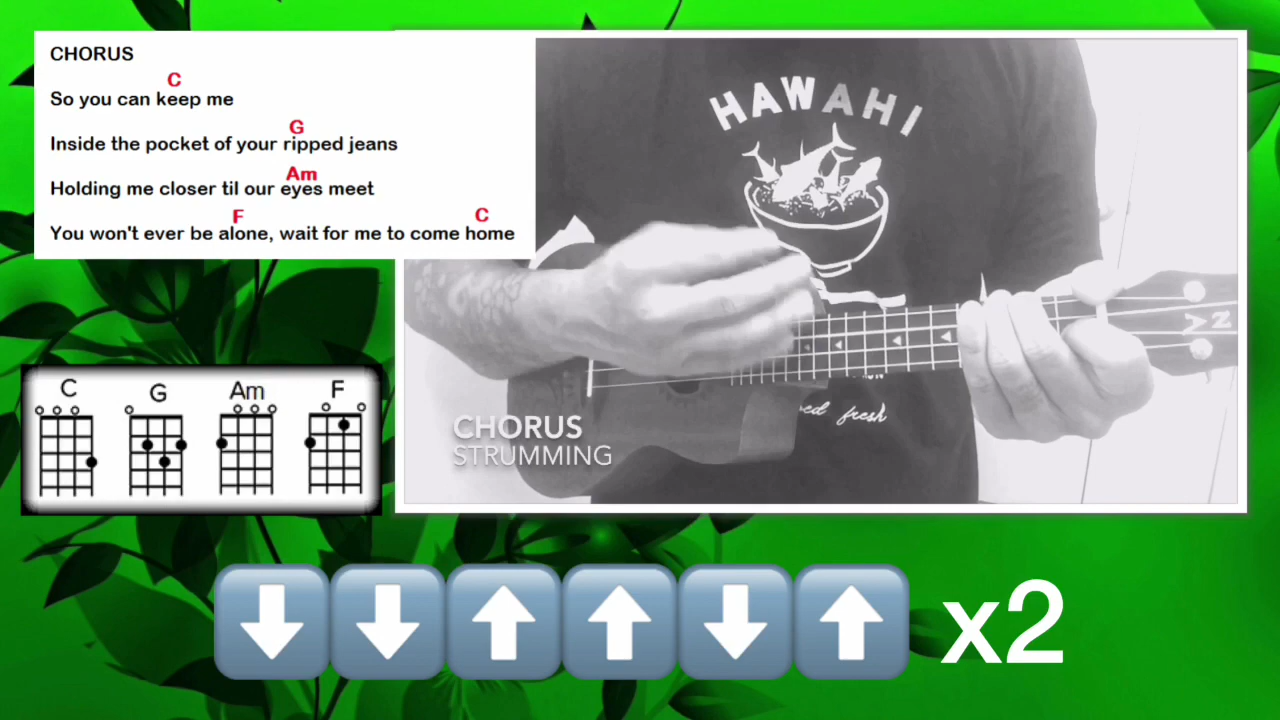 CHORUS
C
So you can keep me
G
Inside the pocket of your ripped jeans
Am
Holding me closer til our eyes meet
F C
You won't ever be alone, wait for me to come home
HAWAHI
C G Am F
fresh
CHORUS
STRUMMING
x2